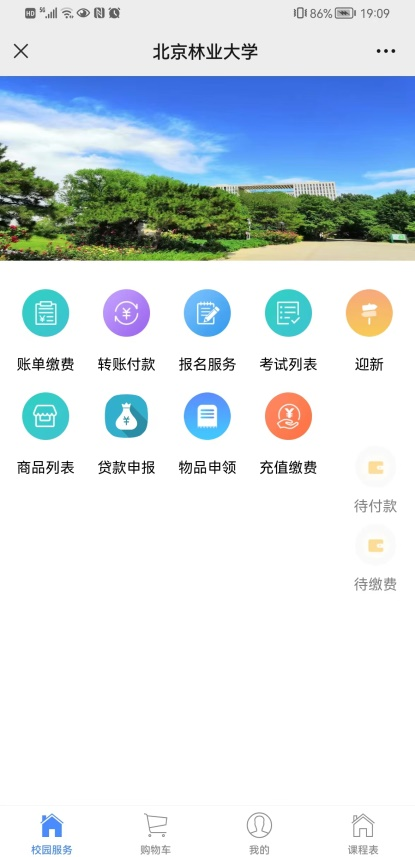 HD 5G 86% 19:09
北京林业大学
账单缴费 转账付款 报名服务 考试列表 迎新
商品列表 贷款申报 物品申领 充值缴费
待付款
待缴费
校园服务 购物车 我的 课程表